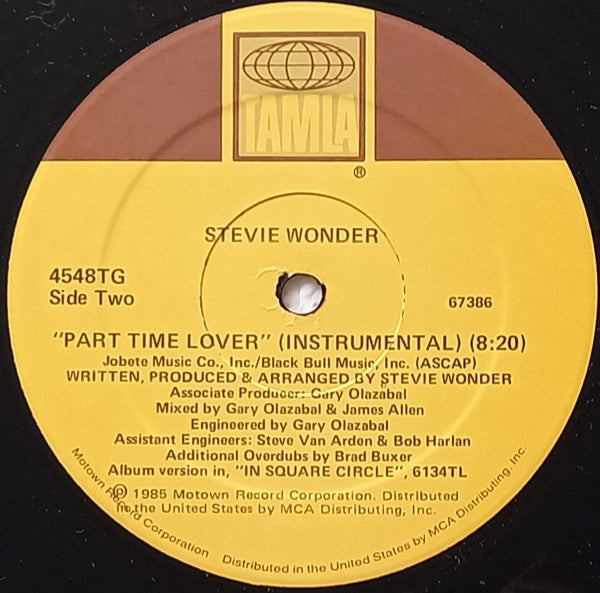 TAMLA
®
STEVIE WONDER
4548TG
Side Two
67386
"PART TIME LOVER" (INSTRUMENTAL) (8:20)
Jobete Music Co., Inc./Black Bull Music, Inc. (ASCAP)
WRITTEN, PRODUCED & ARRANGED BY STEVIE WONDER
Associate Producer: Gary Olazabal
Mixed by Gary Olazabal & James Allen
Engineered by Gary Olazabal
Assistant Engineers: Steve Van Arden & Bob Harlan
Additional Overdubs by Brad Buxer
Album version in, "IN SQUARE CIRCLE", 6134TL
℗ 1985 Motown Record Corporation. Distributed
in the United States by MCA Distributing, Inc.
Motown Record Corporation Distributed in the United States by MCA Distributing, Inc.